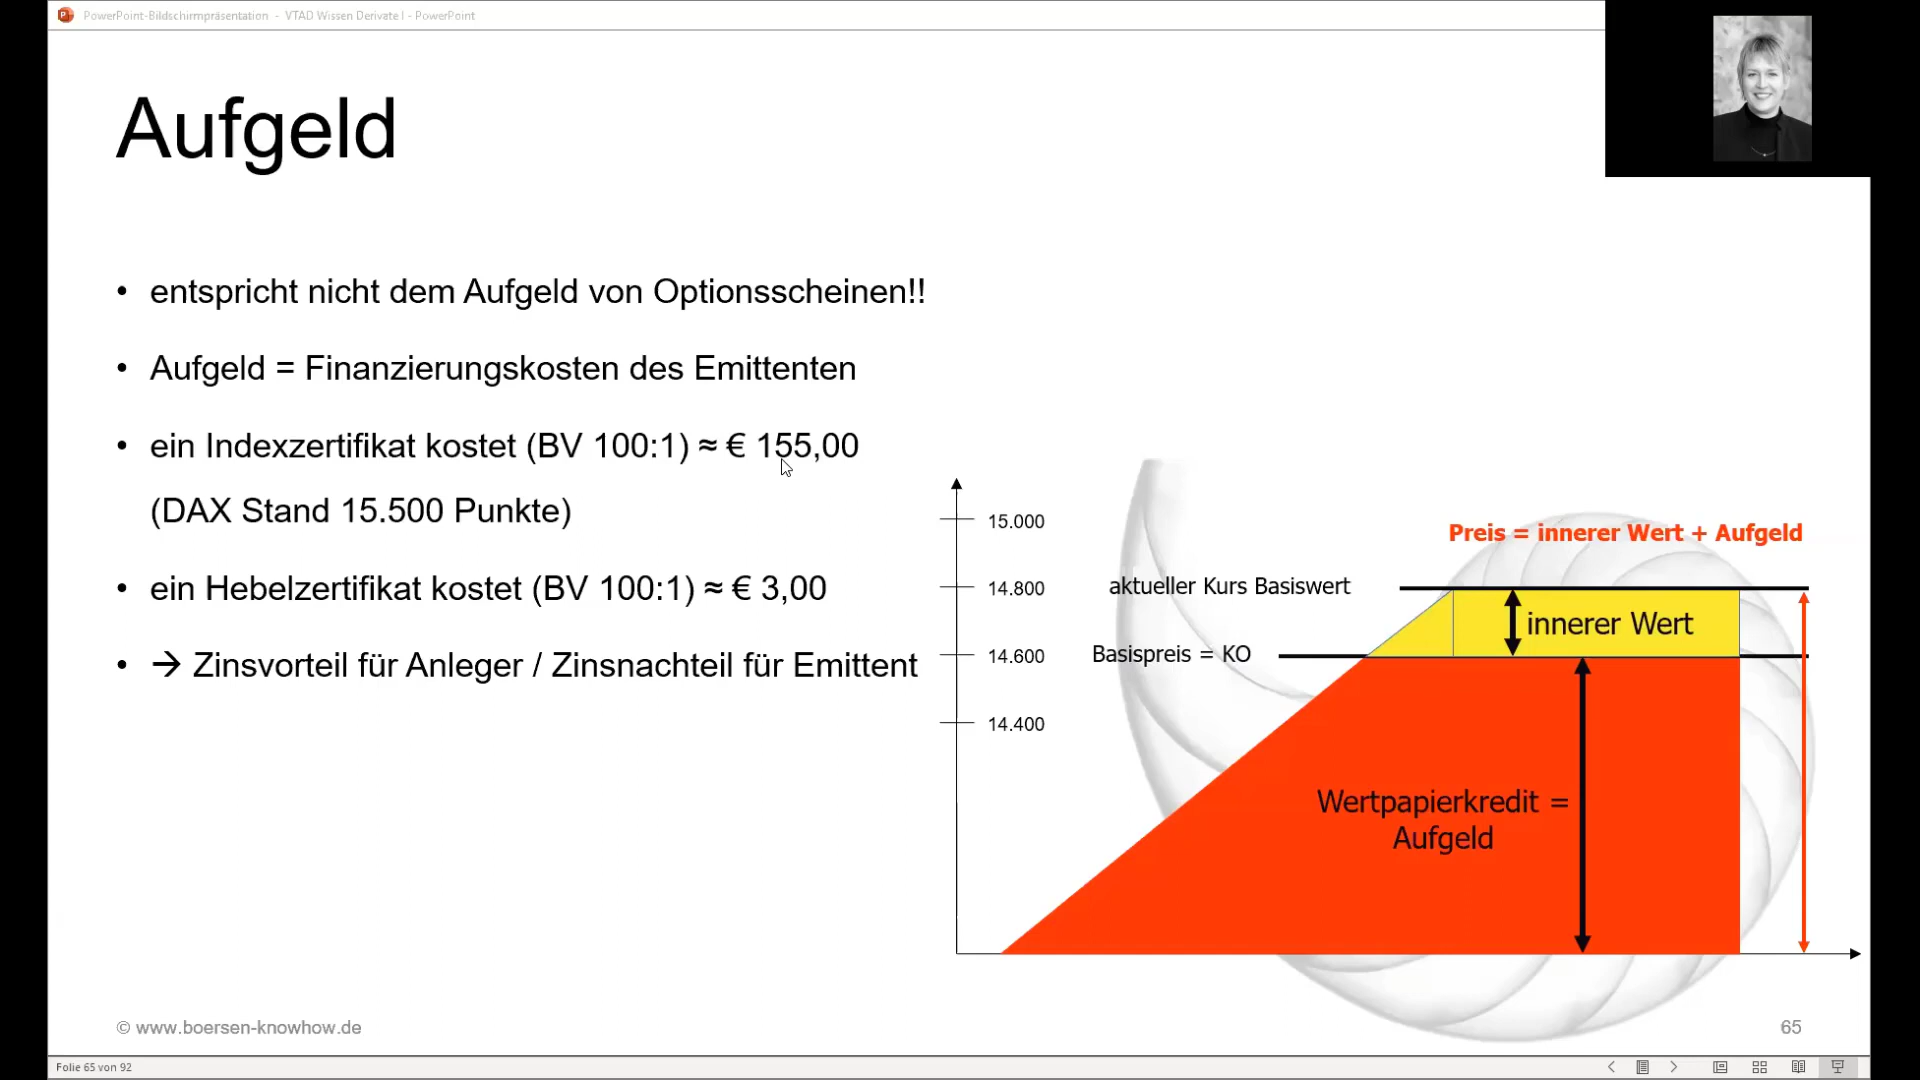 PowerPoint-Bildschirmpräsentation - VTAD Wissen Derivate I - PowerPoint
Aufgeld
• entspricht nicht dem Aufgeld von Optionsscheinen!!
• Aufgeld = Finanzierungskosten des Emittenten
• ein Indexzertifikat kostet (BV 100:1) ≈ € 155,00
(DAX Stand 15.500 Punkte)
• ein Hebelzertifikat kostet (BV 100:1) ≈ € 3,00
• → Zinsvorteil für Anleger / Zinsnachteil für Emittent
15.000
Preis = innerer Wert + Aufgeld
14.800
aktueller Kurs Basiswert
innerer Wert
14.600
Basispreis = KO
14.400
Wertpapierkredit =
Aufgeld
© www.boersen-knowhow.de
65
Folie 65 von 92